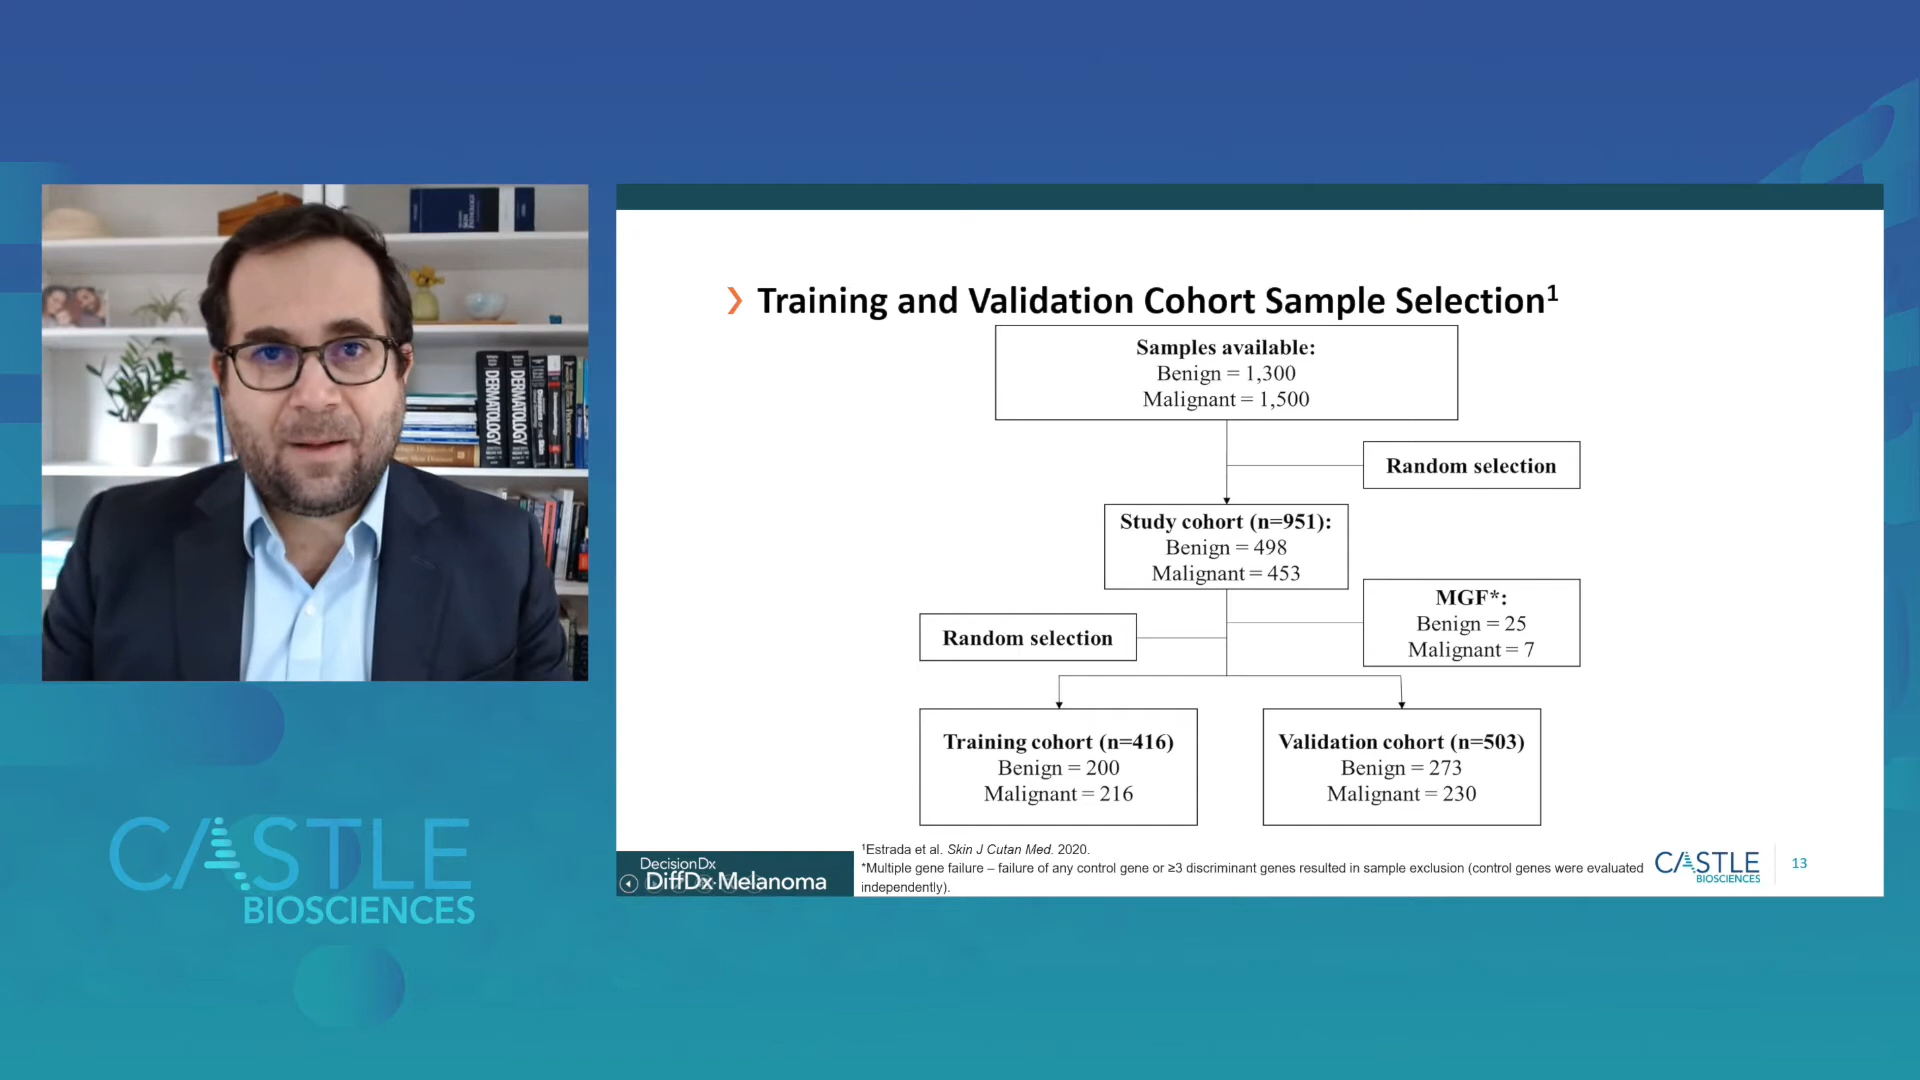 DERMATOLOGY
DERMATOLOGY
› Training and Validation Cohort Sample Selection¹
Samples available:
Benign = 1,300
Malignant = 1,500
Random selection
Study cohort (n=951):
Benign = 498
Malignant = 453
MGF*:
Benign = 25
Malignant = 7
Random selection
Training cohort (n=416)
Benign = 200
Malignant = 216
Validation cohort (n=503)
Benign = 273
Malignant = 230
¹Estrada et al. Skin J Cutan Med. 2020.
*Multiple gene failure – failure of any control gene or ≥3 discriminant genes resulted in sample exclusion (control genes were evaluated
independently).
DecisionDx
DiffDx·Melanoma
CASTLE
BIOSCIENCES
13
CASTLE
BIOSCIENCES